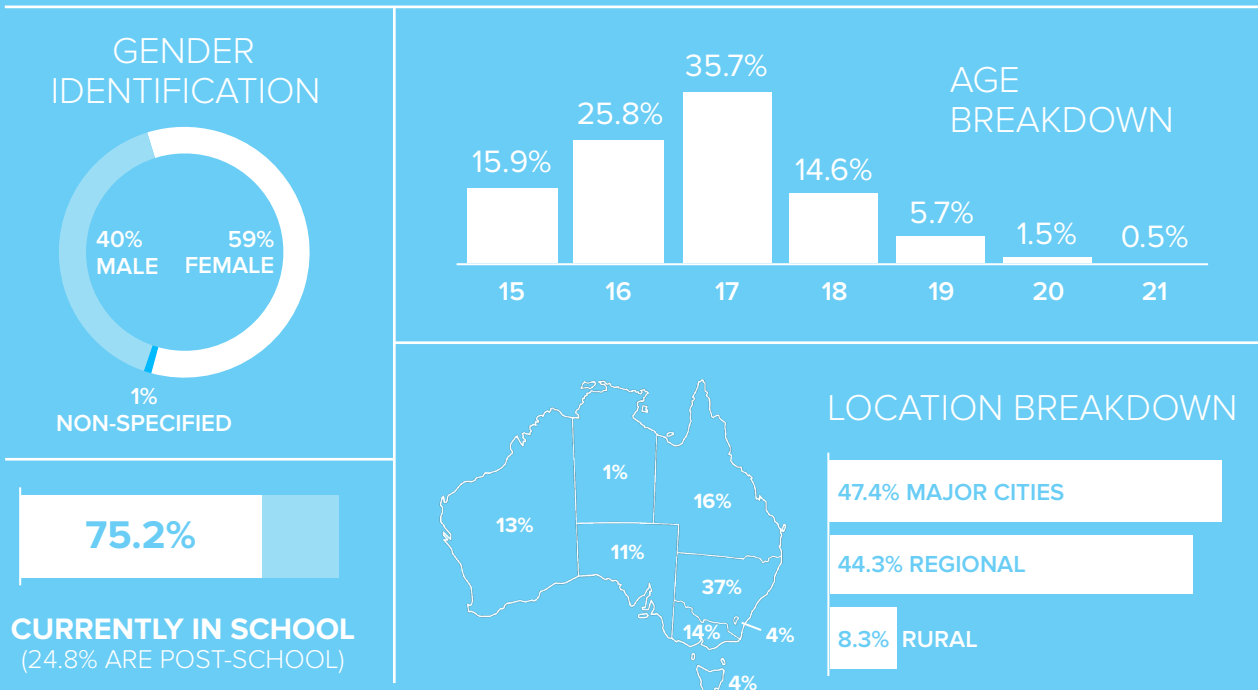 GENDER
IDENTIFICATION
40%
MALE
59%
FEMALE
1%
NON-SPECIFIED
75.2%
CURRENTLY IN SCHOOL
(24.8% ARE POST-SCHOOL)
AGE
BREAKDOWN
15.9%
25.8%
35.7%
14.6%
5.7%
1.5%
0.5%
15
16
17
18
19
20
21
1%
16%
13%
11%
37%
14%
4%
4%
LOCATION BREAKDOWN
47.4% MAJOR CITIES
44.3% REGIONAL
8.3% RURAL